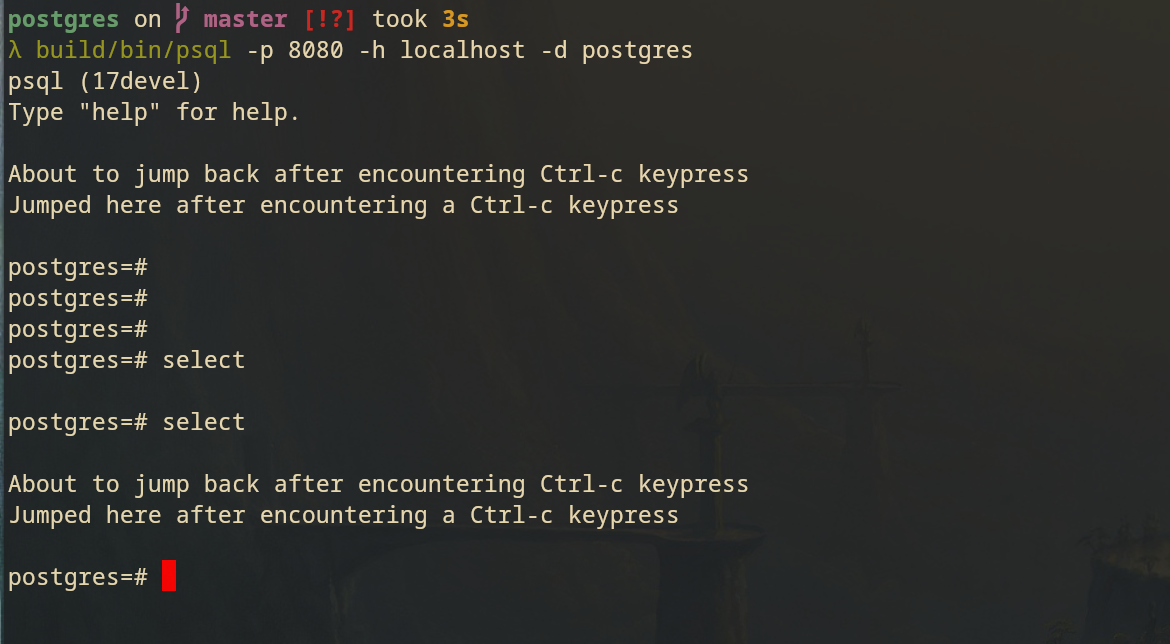 postgres on master [!?] took 3s
λ build/bin/psql -p 8080 -h localhost -d postgres
psql (17devel)
Type "help" for help.
About to jump back after encountering Ctrl-c keypress
Jumped here after encountering a Ctrl-c keypress
postgres=#
postgres=#
postgres=#
postgres=# select
postgres=# select
About to jump back after encountering Ctrl-c keypress
Jumped here after encountering a Ctrl-c keypress
postgres=#